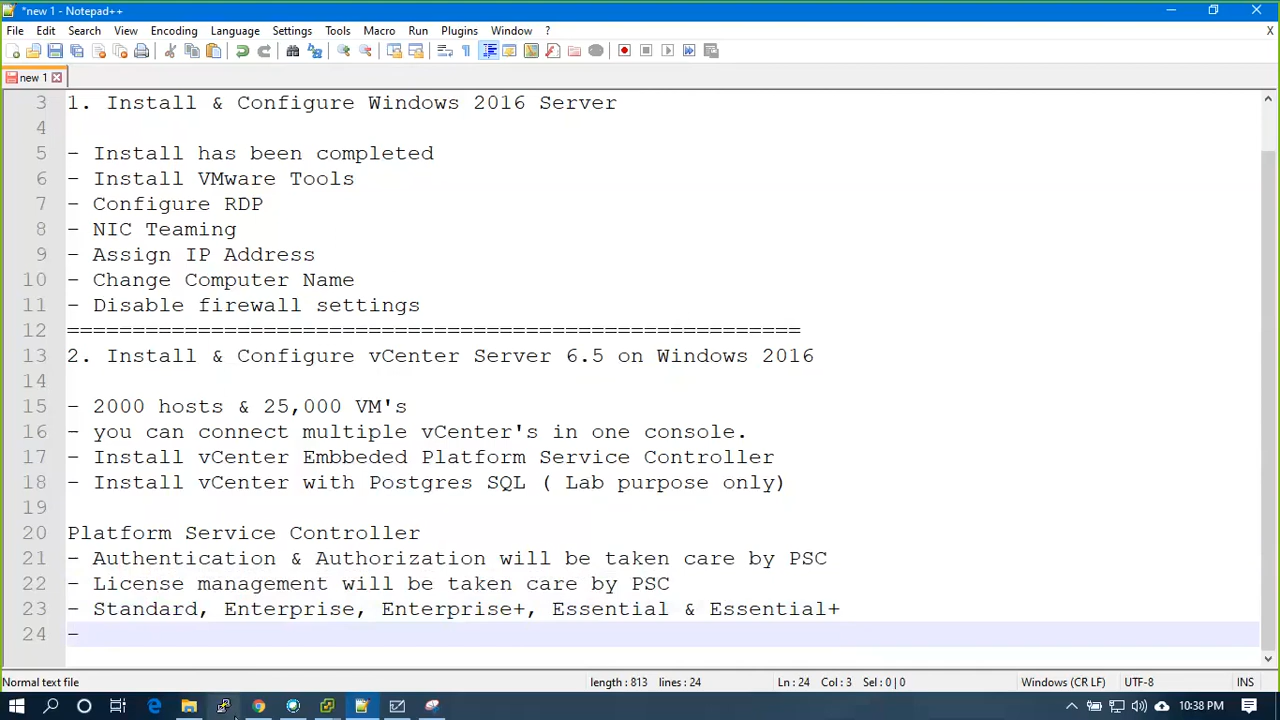 *new 1 - Notepad++
File Edit Search View Encoding Language Settings Tools Macro Run Plugins Window ? X
new 1
3 1. Install & Configure Windows 2016 Server
4
5 - Install has been completed
6 - Install VMware Tools
7 - Configure RDP
8 - NIC Teaming
9 - Assign IP Address
10 - Change Computer Name
11 - Disable firewall settings
12 ========================================================
13 2. Install & Configure vCenter Server 6.5 on Windows 2016
14
15 - 2000 hosts & 25,000 VM's
16 - you can connect multiple vCenter's in one console.
17 - Install vCenter Embbeded Platform Service Controller
18 - Install vCenter with Postgres SQL ( Lab purpose only)
19
20 Platform Service Controller
21 - Authentication & Authorization will be taken care by PSC
22 - License management will be taken care by PSC
23 - Standard, Enterprise, Enterprise+, Essential & Essential+
24 -
Normal text file length : 813 lines : 24 Ln : 24 Col : 3 Sel : 0 | 0 Windows (CR LF) UTF-8 INS
10:38 PM